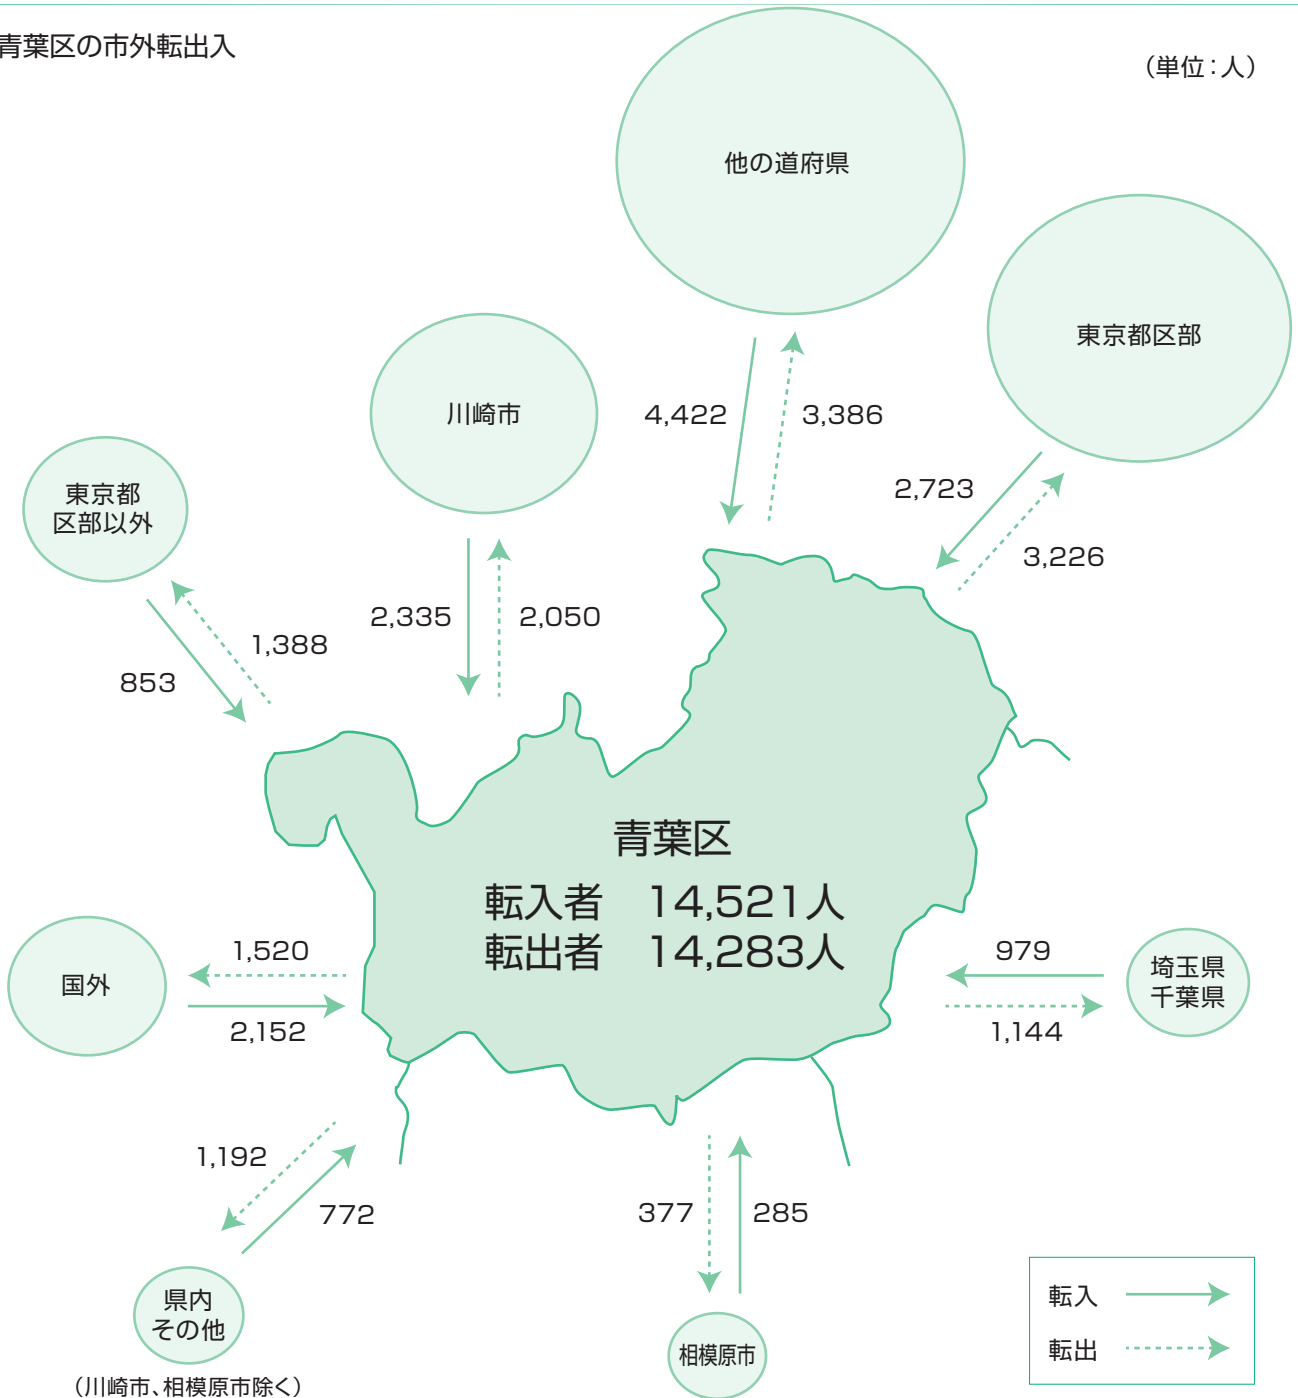 青葉区の市外転出入
（単位：人）
他の道府県
東京都区部
川崎市
東京都
区部以外
4,422
3,386
2,723
3,226
2,335
2,050
1,388
853
青葉区
転入者　14,521人
転出者　14,283人
国外
1,520
2,152
979
1,144
埼玉県
千葉県
1,192
772
377
285
県内
その他
（川崎市、相模原市除く）
相模原市
転入
転出